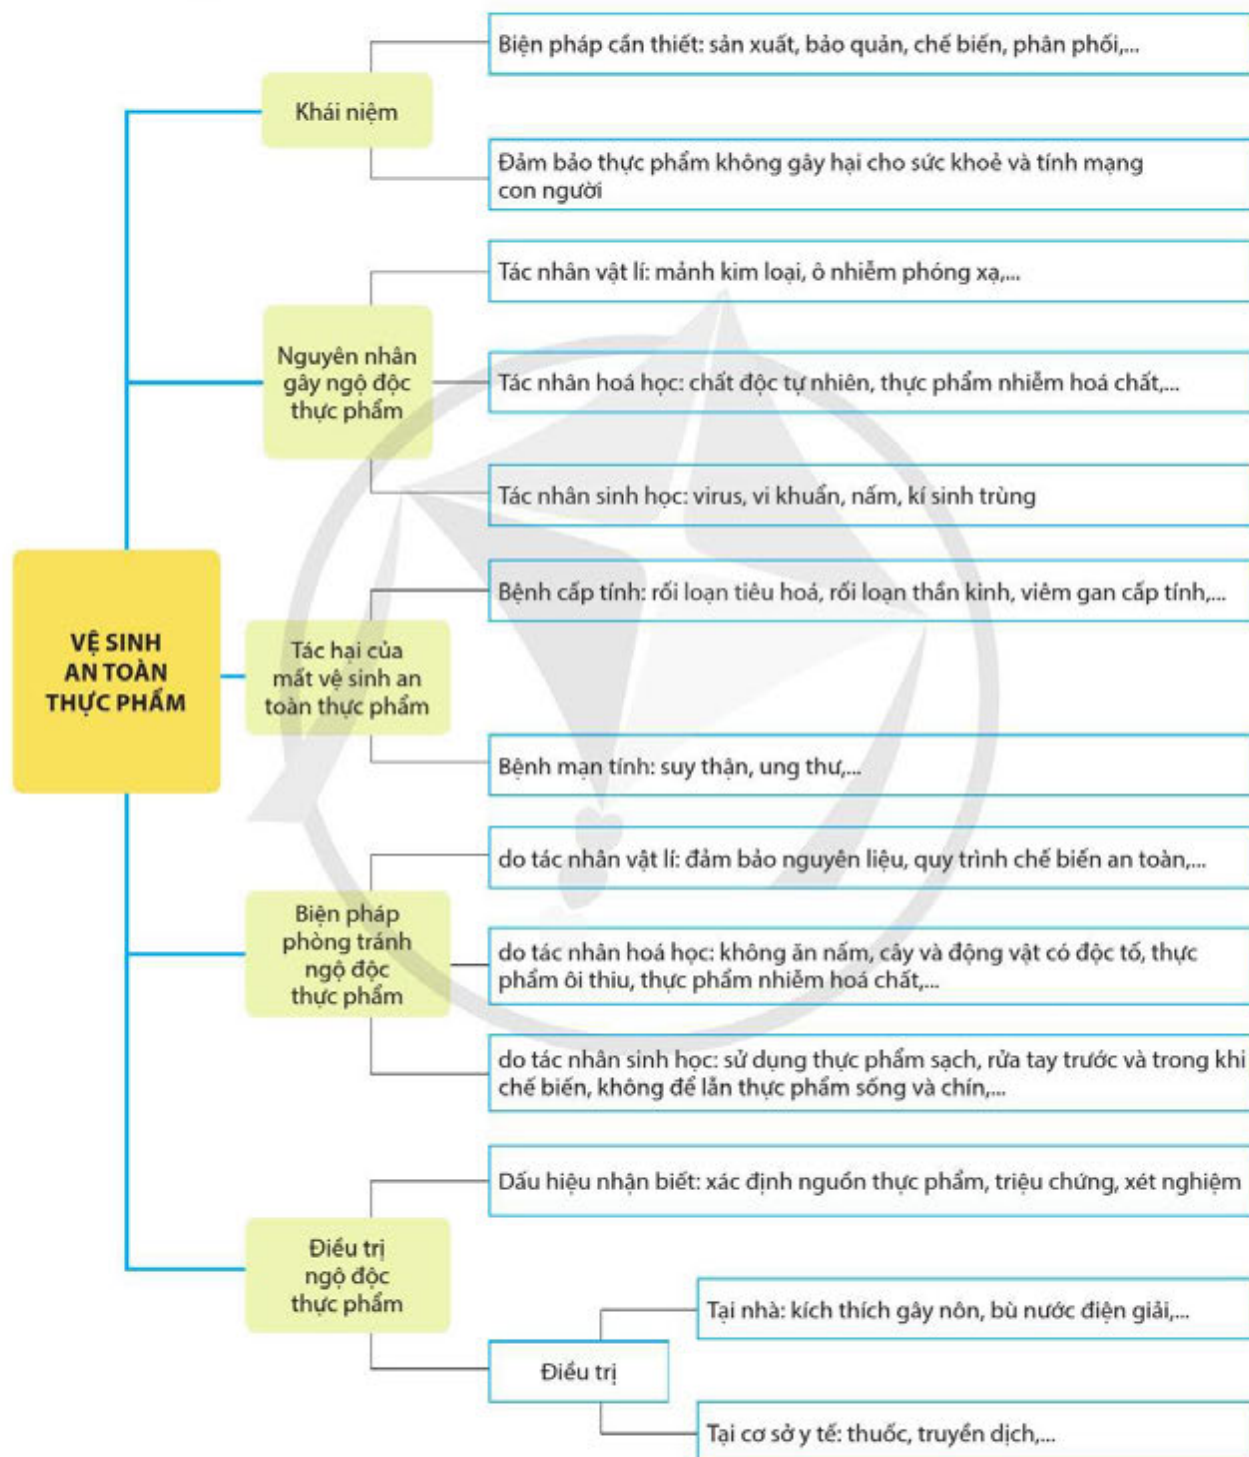 Biện pháp cần thiết: sản xuất, bảo quản, chế biến, phân phối,...
Khái niệm
Đảm bảo thực phẩm không gây hại cho sức khoẻ và tính mạng
con người
Tác nhân vật lí: mảnh kim loại, ô nhiễm phóng xạ,...
Nguyên nhân
gây ngộ độc
thực phẩm
Tác nhân hoá học: chất độc tự nhiên, thực phẩm nhiễm hoá chất,...
Tác nhân sinh học: virus, vi khuẩn, nấm, kí sinh trùng
VỆ SINH
AN TOÀN
THỰC PHẨM
Bệnh cấp tính: rối loạn tiêu hoá, rối loạn thần kinh, viêm gan cấp tính,...
Tác hại của
mất vệ sinh an
toàn thực phẩm
Bệnh mạn tính: suy thận, ung thư,...
do tác nhân vật lí: đảm bảo nguyên liệu, quy trình chế biến an toàn,...
Biện pháp
phòng tránh
ngộ độc
thực phẩm
do tác nhân hoá học: không ăn nấm, cây và động vật có độc tố, thực
phẩm ôi thiu, thực phẩm nhiễm hoá chất,...
do tác nhân sinh học: sử dụng thực phẩm sạch, rửa tay trước và trong khi
chế biến, không để lẫn thực phẩm sống và chín,...
Dấu hiệu nhận biết: xác định nguồn thực phẩm, triệu chứng, xét nghiệm
Điều trị
ngộ độc
thực phẩm
Tại nhà: kích thích gây nôn, bù nước điện giải,...
Điều trị
Tại cơ sở y tế: thuốc, truyền dịch,...